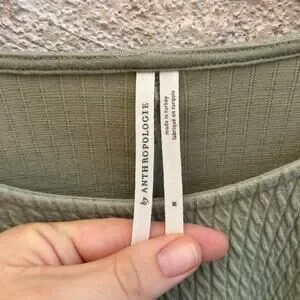 by ANTHROPOLOGIE
made in turkey
fabriqué en turquie
M